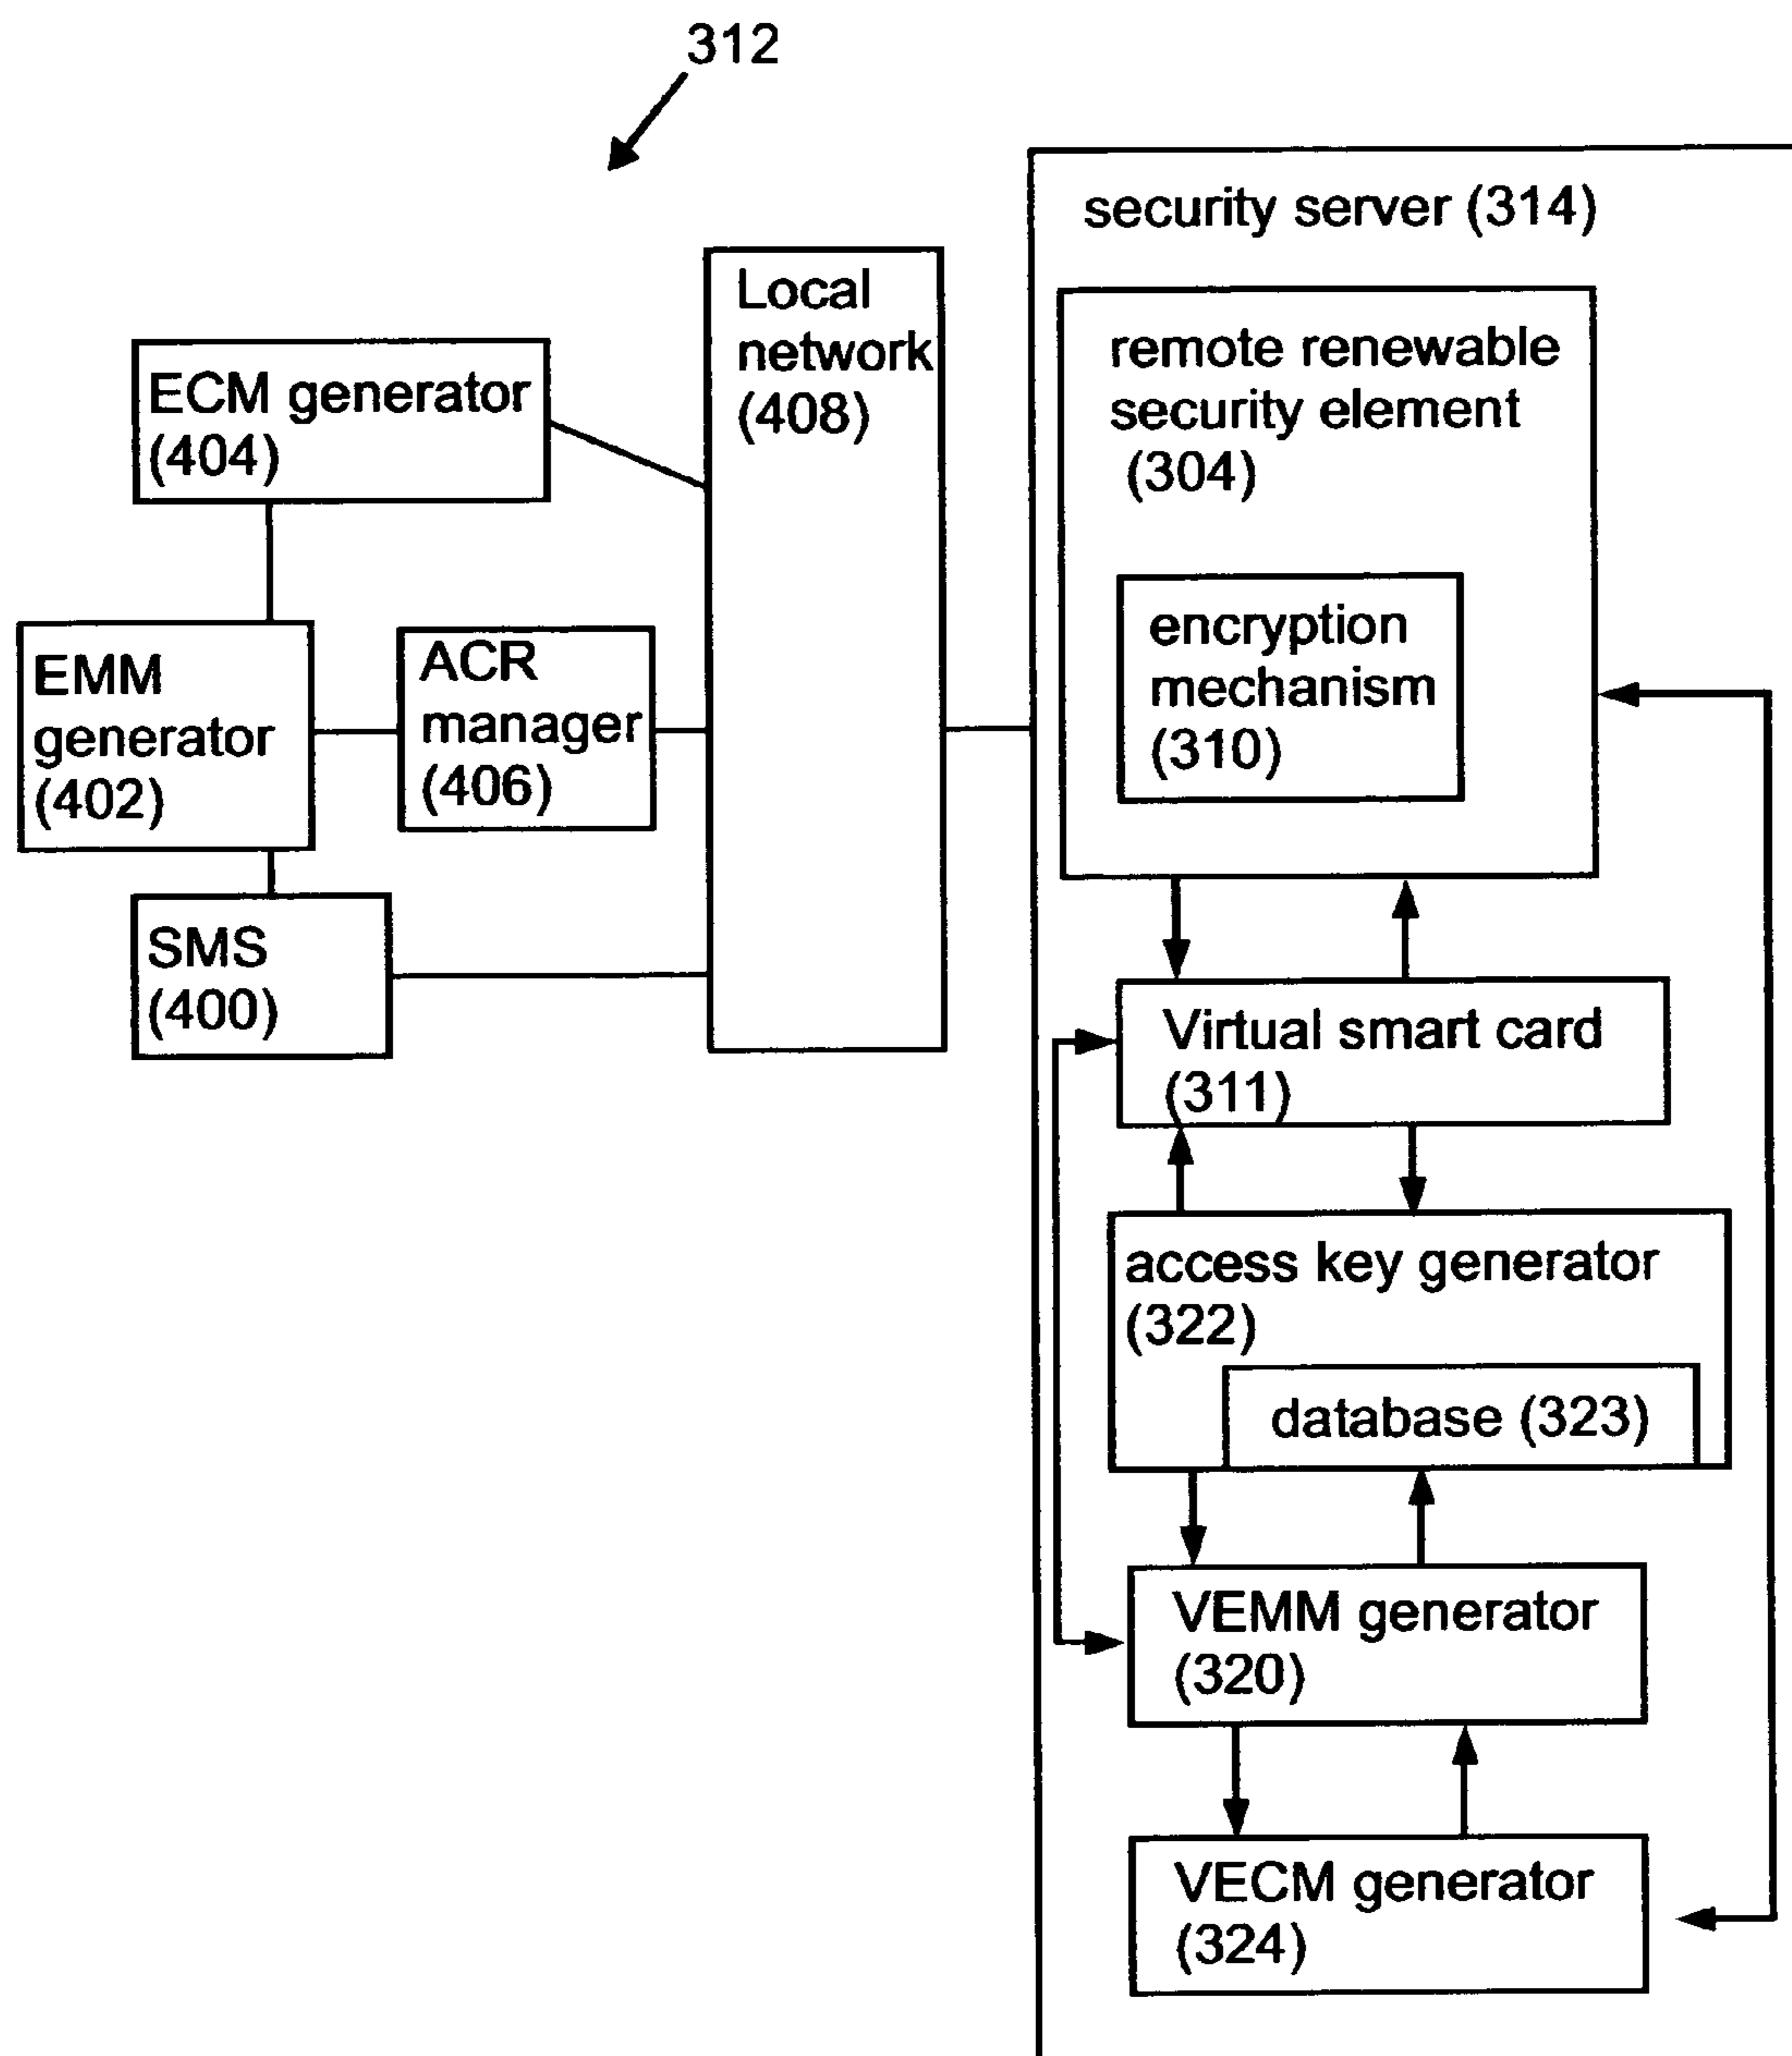 312
security server (314)
Local
network
(408)
remote renewable
security element
(304)
ECM generator
(404)
encryption
mechanism
(310)
EMM
generator
(402)
ACR
manager
(406)
SMS
(400)
Virtual smart card
(311)
access key generator
(322)
database (323)
VEMM generator
(320)
VECM generator
(324)